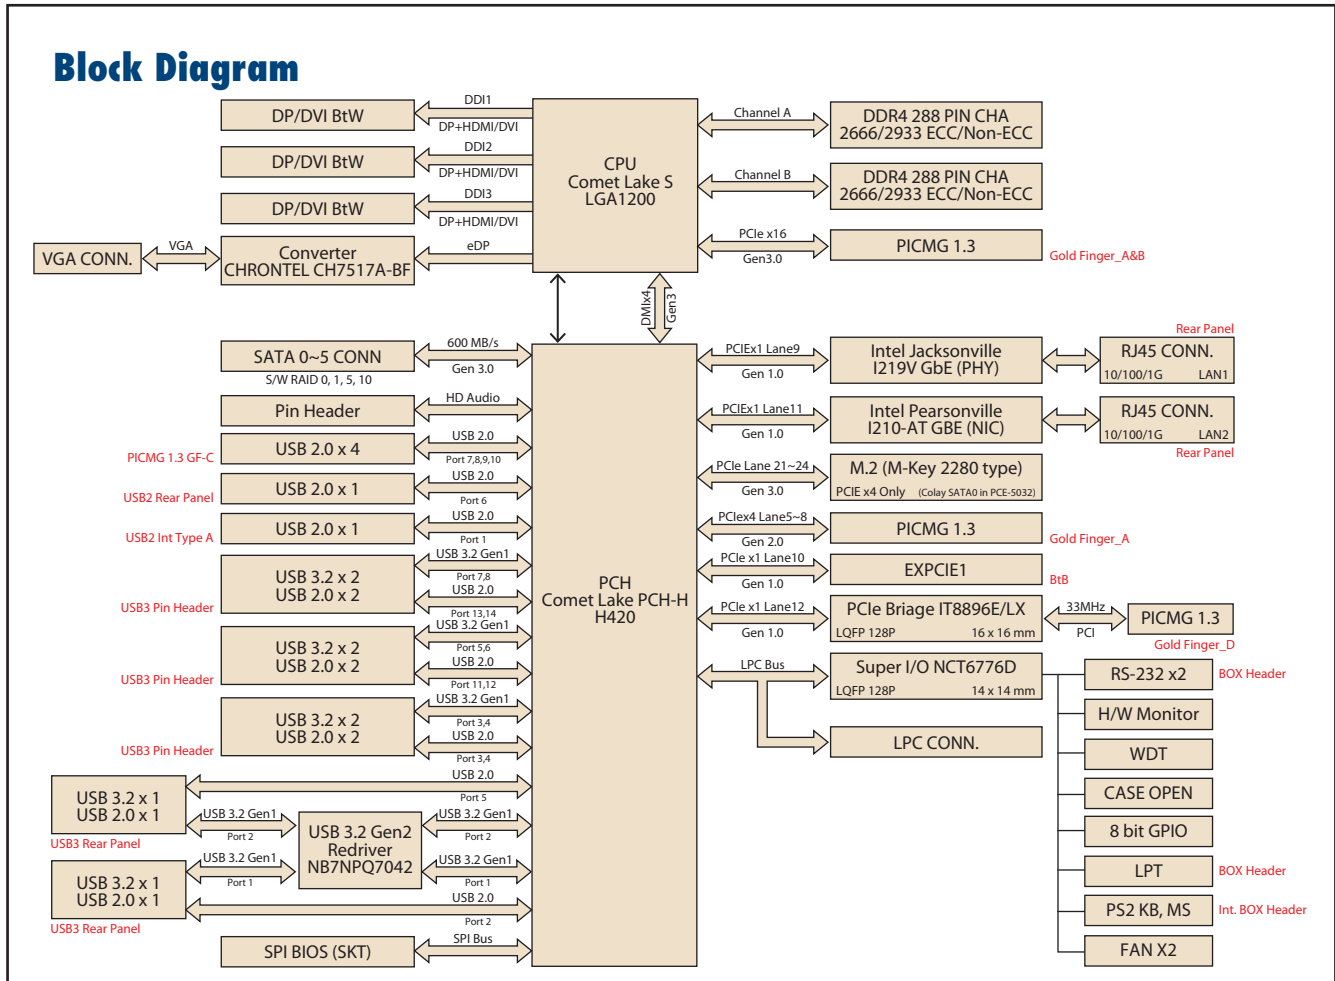 Block Diagram
DP/DVI BtW
DDI1
DP+HDMI/DVI
DP/DVI BtW
DDI2
DP+HDMI/DVI
DP/DVI BtW
DDI3
DP+HDMI/DVI
VGA CONN.
VGA
Converter
CHRONTEL CH7517A-BF
eDP
CPU
Comet Lake S
LGA1200
Channel A
DDR4 288 PIN CHA
2666/2933 ECC/Non-ECC
Channel B
DDR4 288 PIN CHA
2666/2933 ECC/Non-ECC
PCIe x16
Gen3.0
PICMG 1.3
Gold Finger_A&B
DMIx4
Gen3
SATA 0~5 CONN
S/W RAID 0, 1, 5, 10
600 MB/s
Gen 3.0
Pin Header
HD Audio
PICMG 1.3 GF-C
USB 2.0 x 4
USB 2.0
Port 7,8,9,10
USB2 Rear Panel
USB 2.0 x 1
USB 2.0
Port 6
USB2 Int Type A
USB 2.0 x 1
USB 2.0
Port 1
USB3 Pin Header
USB 3.2 x 2
USB 2.0 x 2
USB 3.2 Gen1
Port 7,8
USB 2.0
Port 13,14
USB3 Pin Header
USB 3.2 x 2
USB 2.0 x 2
USB 3.2 Gen1
Port 5,6
USB 2.0
Port 11,12
USB3 Pin Header
USB 3.2 x 2
USB 2.0 x 2
USB 3.2 Gen1
Port 3,4
USB 2.0
Port 3,4
USB 3.2 x 1
USB 2.0 x 1
USB3 Rear Panel
USB 2.0
Port 5
USB 3.2 Gen1
Port 2
USB 3.2 Gen2
Redriver
NB7NPQ7042
USB 3.2 Gen1
Port 2
USB 3.2 x 1
USB 2.0 x 1
USB3 Rear Panel
USB 3.2 Gen1
Port 1
USB 3.2 Gen1
Port 1
USB 2.0
Port 2
SPI BIOS (SKT)
SPI Bus
PCH
Comet Lake PCH-H
H420
PCIEx1 Lane9
Gen 1.0
Intel Jacksonville
I219V GbE (PHY)
Rear Panel
RJ45 CONN.
10/100/1G LAN1
PCIEx1 Lane11
Gen 1.0
Intel Pearsonville
I210-AT GBE (NIC)
RJ45 CONN.
10/100/1G LAN2
Rear Panel
PCIe Lane 21~24
Gen 3.0
M.2 (M-Key 2280 type)
PCIE x4 Only (Colay SATA0 in PCE-5032)
PCIex4 Lane5~8
Gen 2.0
PICMG 1.3
Gold Finger_A
PCIe x1 Lane10
Gen 1.0
EXPCIE1
BtB
PCIe x1 Lane12
Gen 1.0
PCIe Briage IT8896E/LX
LQFP 128P 16 x 16 mm
33MHz
PCI
PICMG 1.3
Gold Finger_D
LPC Bus
Super I/O NCT6776D
LQFP 128P 14 x 14 mm
LPC CONN.
RS-232 x2
BOX Header
H/W Monitor
WDT
CASE OPEN
8 bit GPIO
LPT
BOX Header
PS2 KB, MS
Int. BOX Header
FAN X2